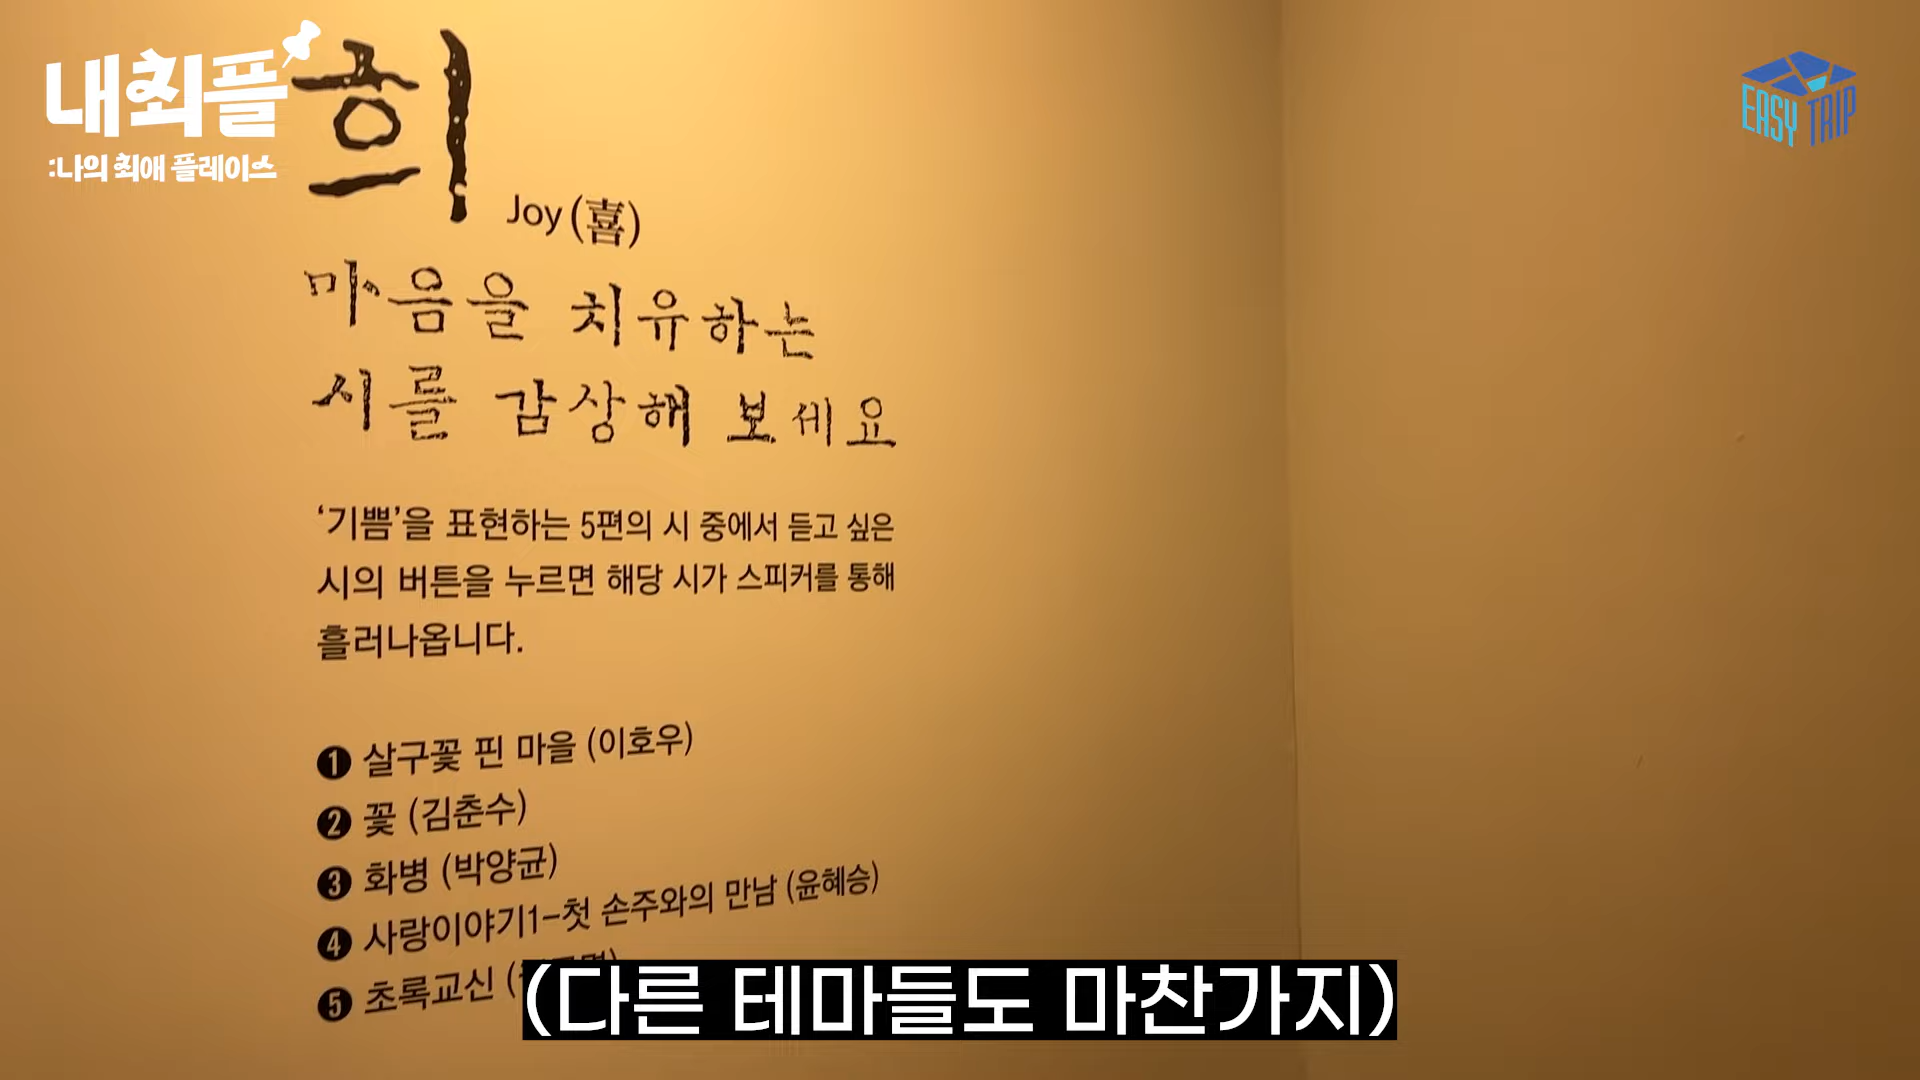 내최플
:나의 최애 플레이스
EASY TRIP
희
Joy (喜)
마음을 치유하는
시를 감상해 보세요
‘기쁨’을 표현하는 5편의 시 중에서 듣고 싶은
시의 버튼을 누르면 해당 시가 스피커를 통해
흘러나옵니다.
❶ 살구꽃 핀 마을 (이호우)
❷ 꽃 (김춘수)
❸ 화병 (박양균)
❹ 사랑이야기1-첫 손주와의 만남 (윤혜승)
❺ 초록교신
(다른 테마들도 마찬가지)